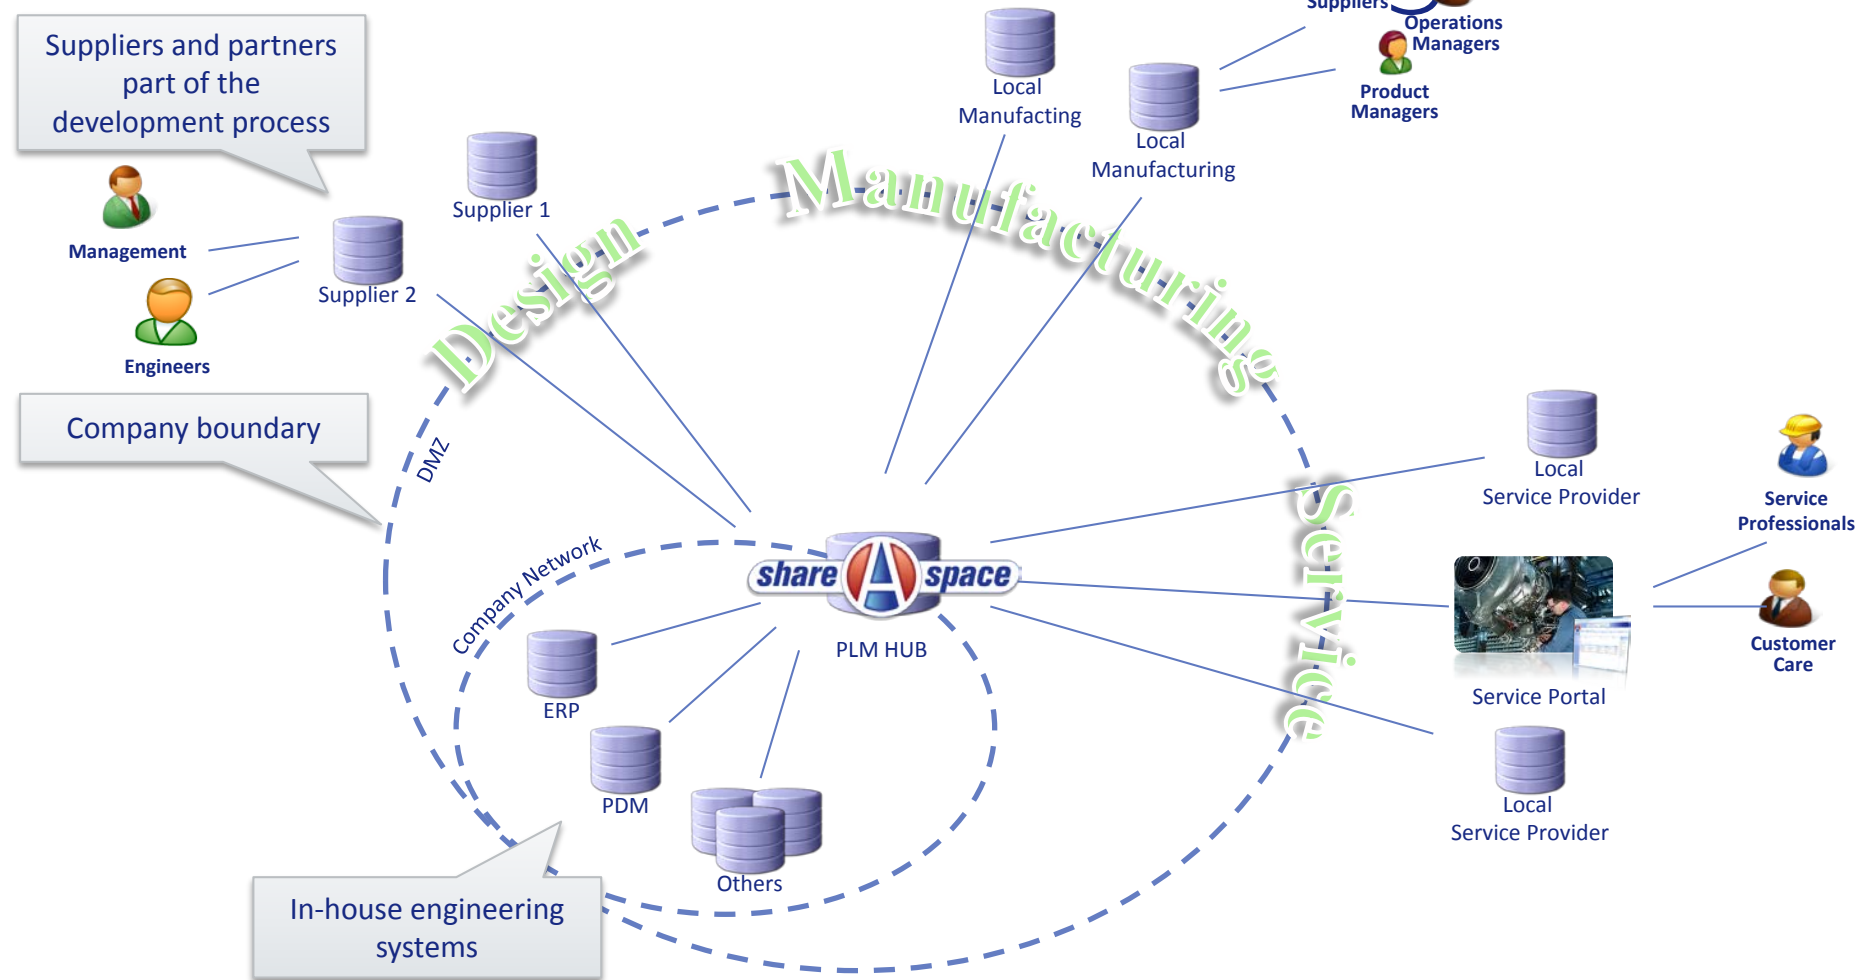 Suppliers and partners
part of the
development process
Suppliers
Operations
Managers
Product
Managers
Local
Manufacting
Local
Manufacturing
Supplier 1
Management
Supplier 2
Engineers
Design
Manufacturing
Service
Company boundary
DMZ
Company Network
share A space
PLM HUB
ERP
PDM
Others
In-house engineering
systems
Local
Service Provider
Service
Professionals
Service Portal
Customer
Care
Local
Service Provider